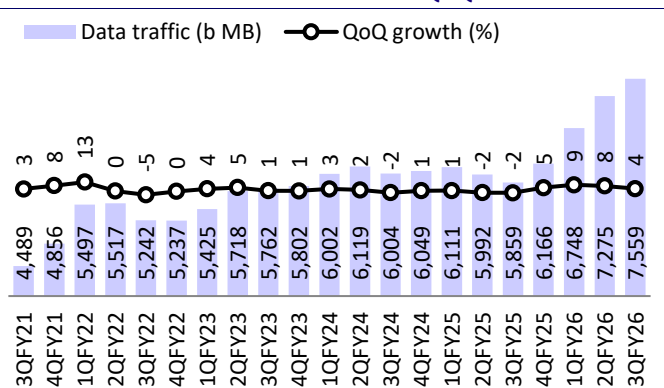 Data traffic (b MB) QoQ growth (%)
3 8 13 0 -5 0 4 5 1 1 3 2 -2 1 1 -2 -2 5 9 8 4
4,489 4,856 5,497 5,517 5,242 5,237 5,425 5,718 5,762 5,802 6,002 6,119 6,004 6,049 6,111 5,992 5,859 6,166 6,748 7,275 7,559
3QFY21 4QFY21 1QFY22 2QFY22 3QFY22 4QFY22 1QFY23 2QFY23 3QFY23 4QFY23 1QFY24 2QFY24 3QFY24 4QFY24 1QFY25 2QFY25 3QFY25 4QFY25 1QFY26 2QFY26 3QFY26